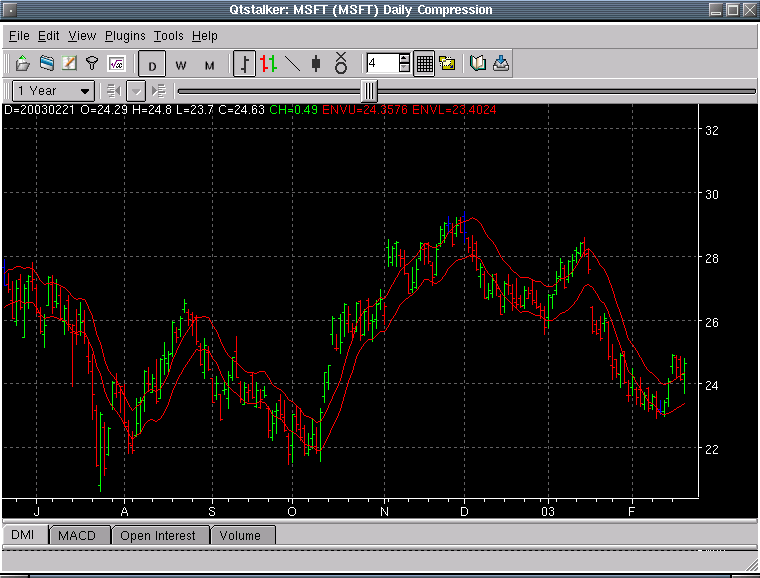 Qtstalker: MSFT (MSFT) Daily Compression
File Edit View Plugins Tools Help
D W M 4
1 Year
D=20030221 O=24.29 H=24.8 L=23.7 C=24.63 CH=0.49 ENVU=24.3576 ENVL=23.4024
32
30
28
26
24
22
J A S O N D 03 F
DMI MACD Open Interest Volume